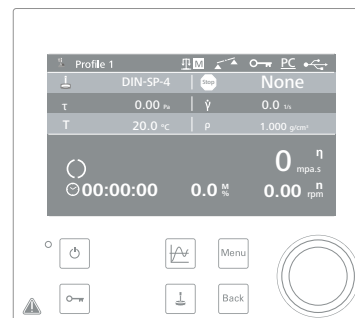 Profile 1 M PC
DIN-SP-4 Stop None
τ 0.00 Pa γ̇ 0.0 1/s
T 20.0 °C ρ 1.000 g/cm³
0 η mpa.s
00:00:00 0.0 M % 0.00 n rpm
Menu
Back